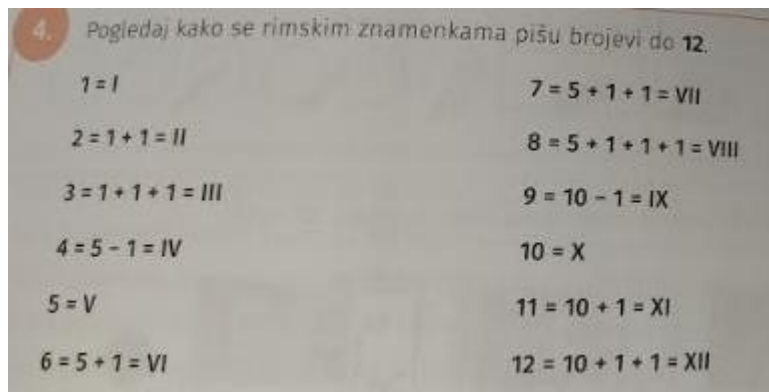 4. Pogledaj kako se rimskim znamenkama pišu brojevi do 12.
1 = I
2 = 1 + 1 = II
3 = 1 + 1 + 1 = III
4 = 5 - 1 = IV
5 = V
6 = 5 + 1 = VI
7 = 5 + 1 + 1 = VII
8 = 5 + 1 + 1 + 1 = VIII
9 = 10 - 1 = IX
10 = X
11 = 10 + 1 = XI
12 = 10 + 1 + 1 = XII